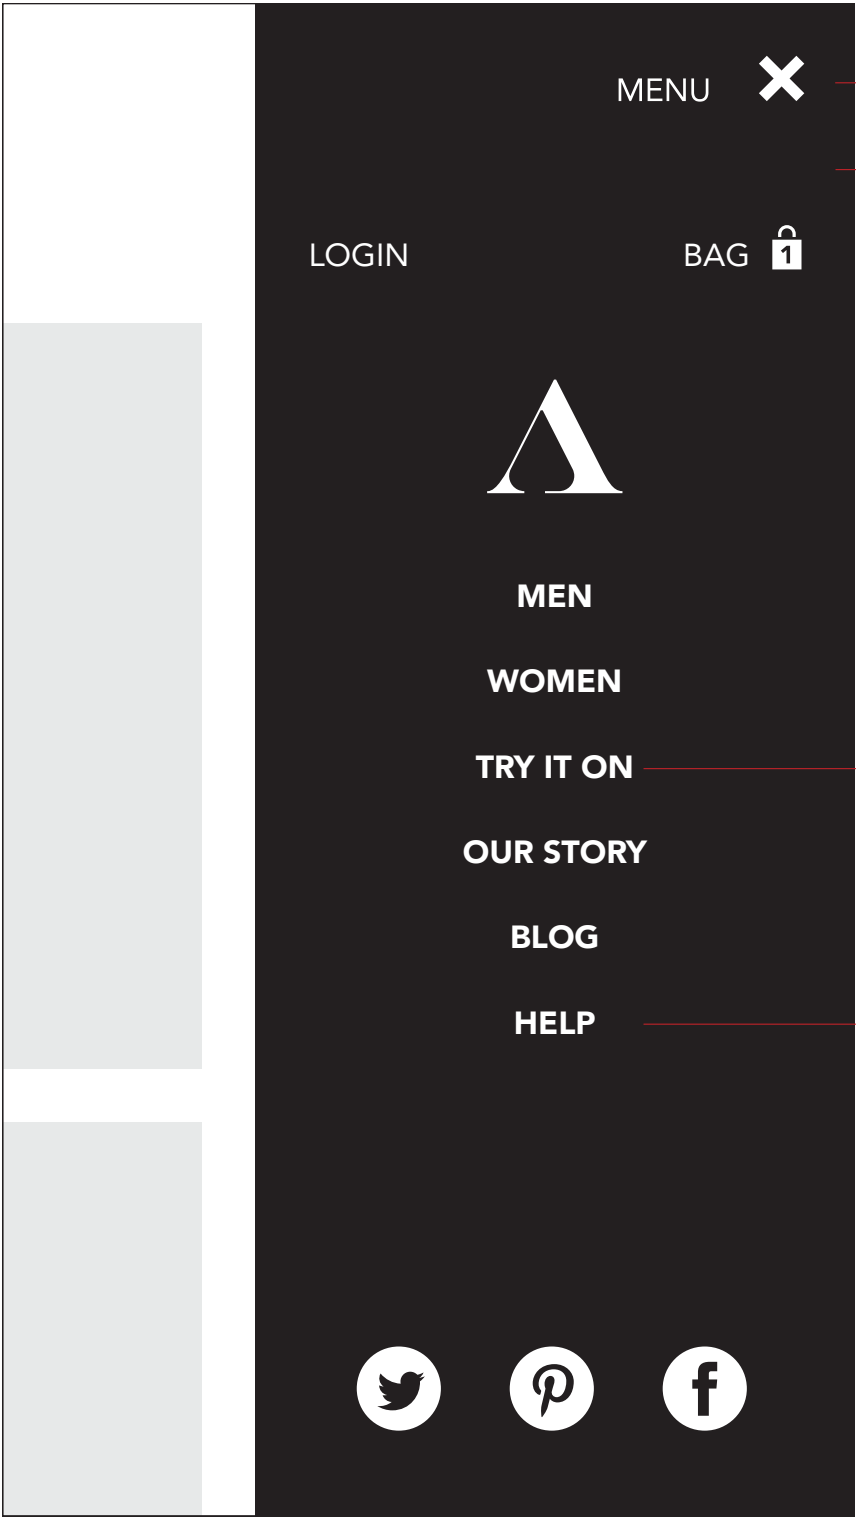 MENU
LOGIN
BAG 1
MEN
WOMEN
TRY IT ON
OUR STORY
BLOG
HELP